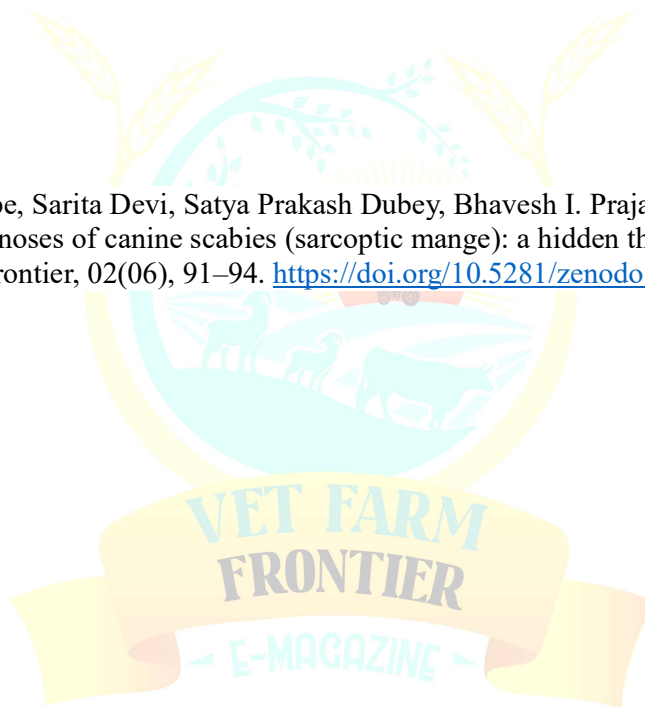 be, Sarita Devi, Satya Prakash Dubey, Bhavesh I. Praja
noses of canine scabies (sarcoptic mange): a hidden th
rontier, 02(06), 91–94. https://doi.org/10.5281/zenodo
VET FARM
FRONTIER
- E-MAGAZINE -